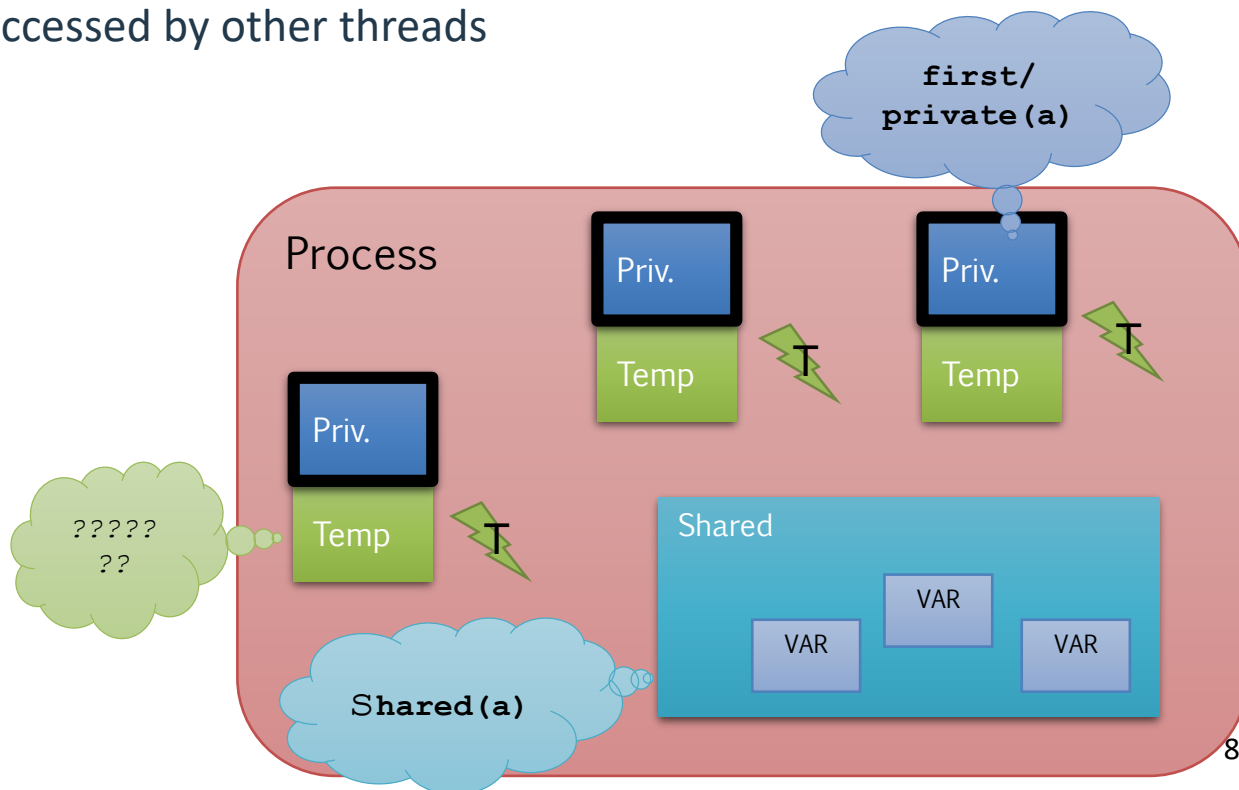 ccessed by other threads
first/
private(a)
Process
Priv.
Temp
T
Priv.
Temp
T
Priv.
Temp
T
?????
??
Shared
VAR
VAR
VAR
Shared(a)
8